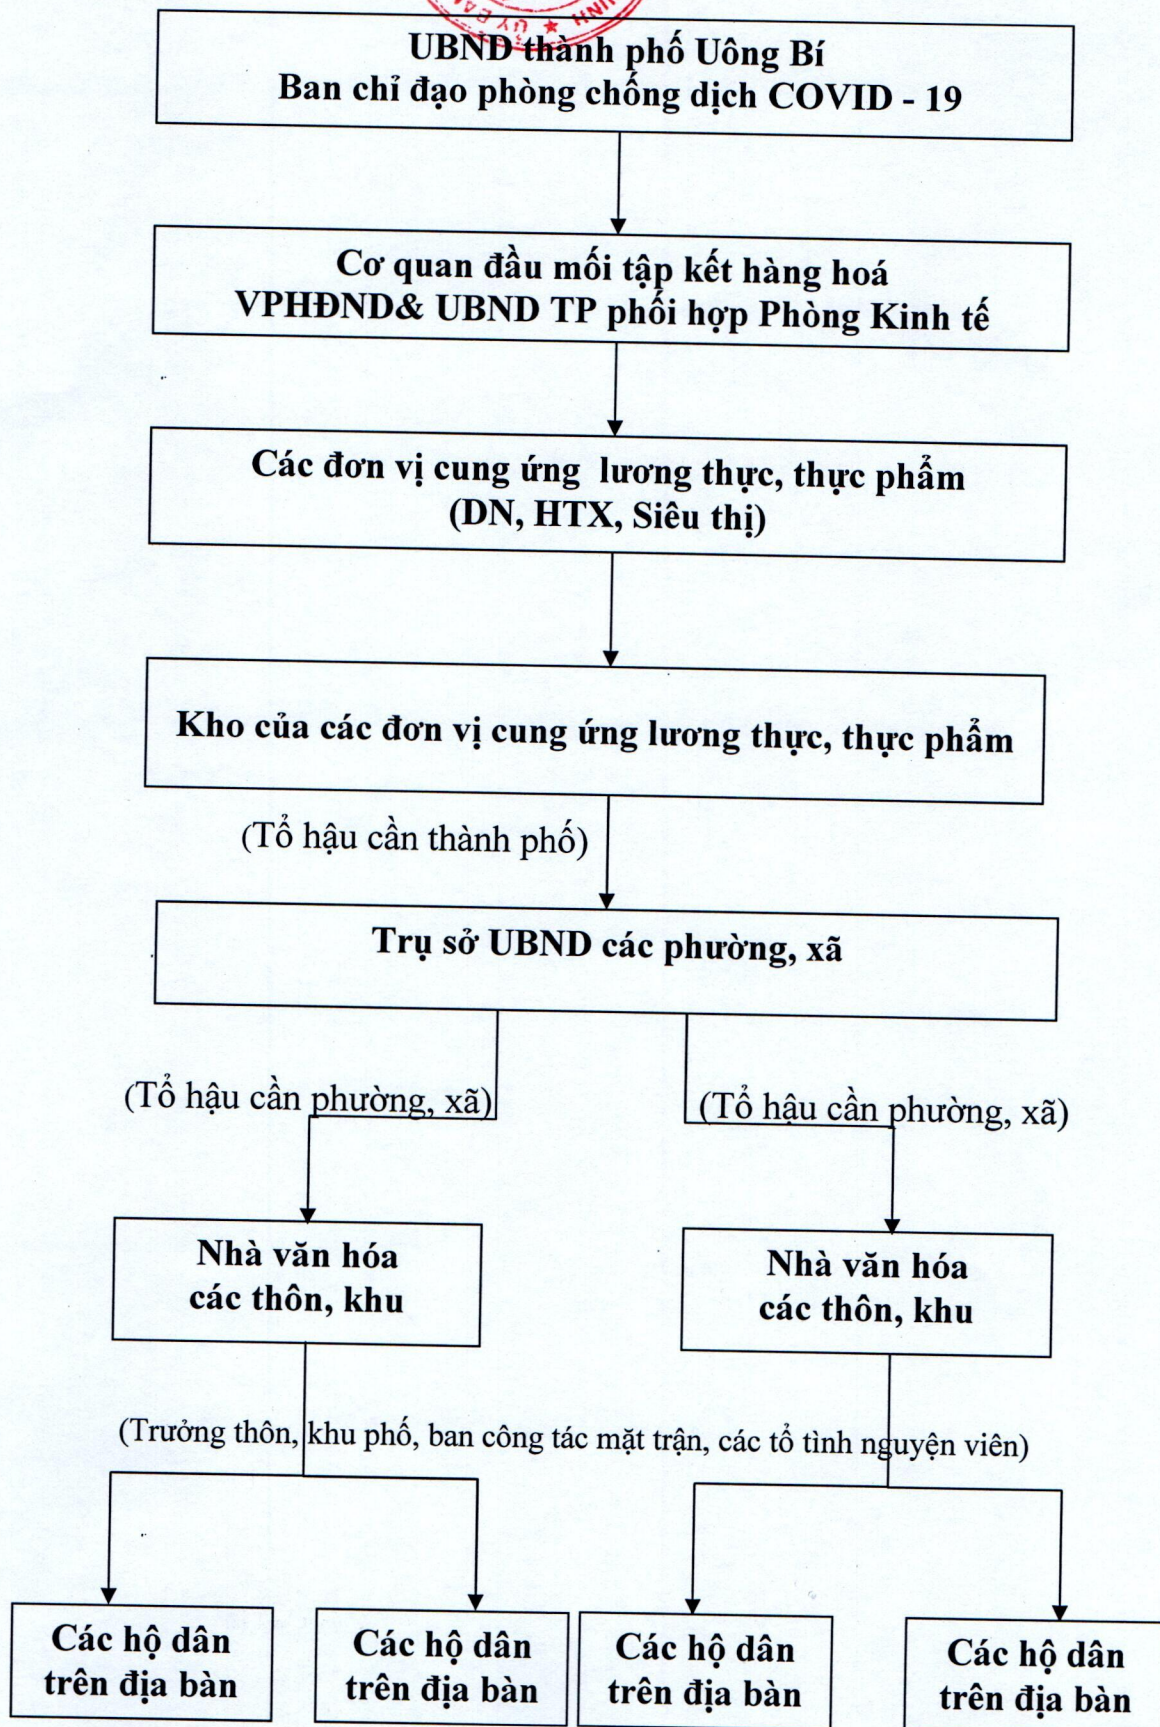 UBND thành phố Uông Bí
Ban chỉ đạo phòng chống dịch COVID - 19
Cơ quan đầu mối tập kết hàng hoá
VPHĐND& UBND TP phối hợp Phòng Kinh tế
Các đơn vị cung ứng lương thực, thực phẩm
(DN, HTX, Siêu thị)
Kho của các đơn vị cung ứng lương thực, thực phẩm
(Tổ hậu cần thành phố)
Trụ sở UBND các phường, xã
(Tổ hậu cần phường, xã)
(Tổ hậu cần phường, xã)
Nhà văn hóa
các thôn, khu
Nhà văn hóa
các thôn, khu
(Trưởng thôn, khu phố, ban công tác mặt trận, các tổ tình nguyện viên)
Các hộ dân
trên địa bàn
Các hộ dân
trên địa bàn
Các hộ dân
trên địa bàn
Các hộ dân
trên địa bàn